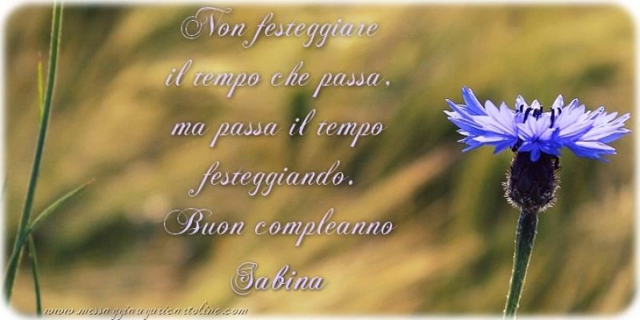 Non festeggiare
il tempo che passa,
ma passa il tempo
festeggiando.
Buon compleanno
Sabina
www.messaggiauguricartoline.com